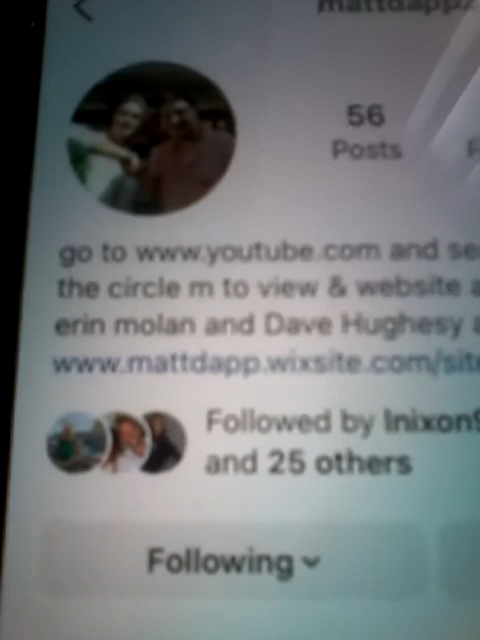 56
Posts
go to www.youtube.com and se
the circle m to view & website a
erin molan and Dave Hughesy a
www.mattdapp.wixsite.com/site
Followed by lnixon9
and 25 others
Following